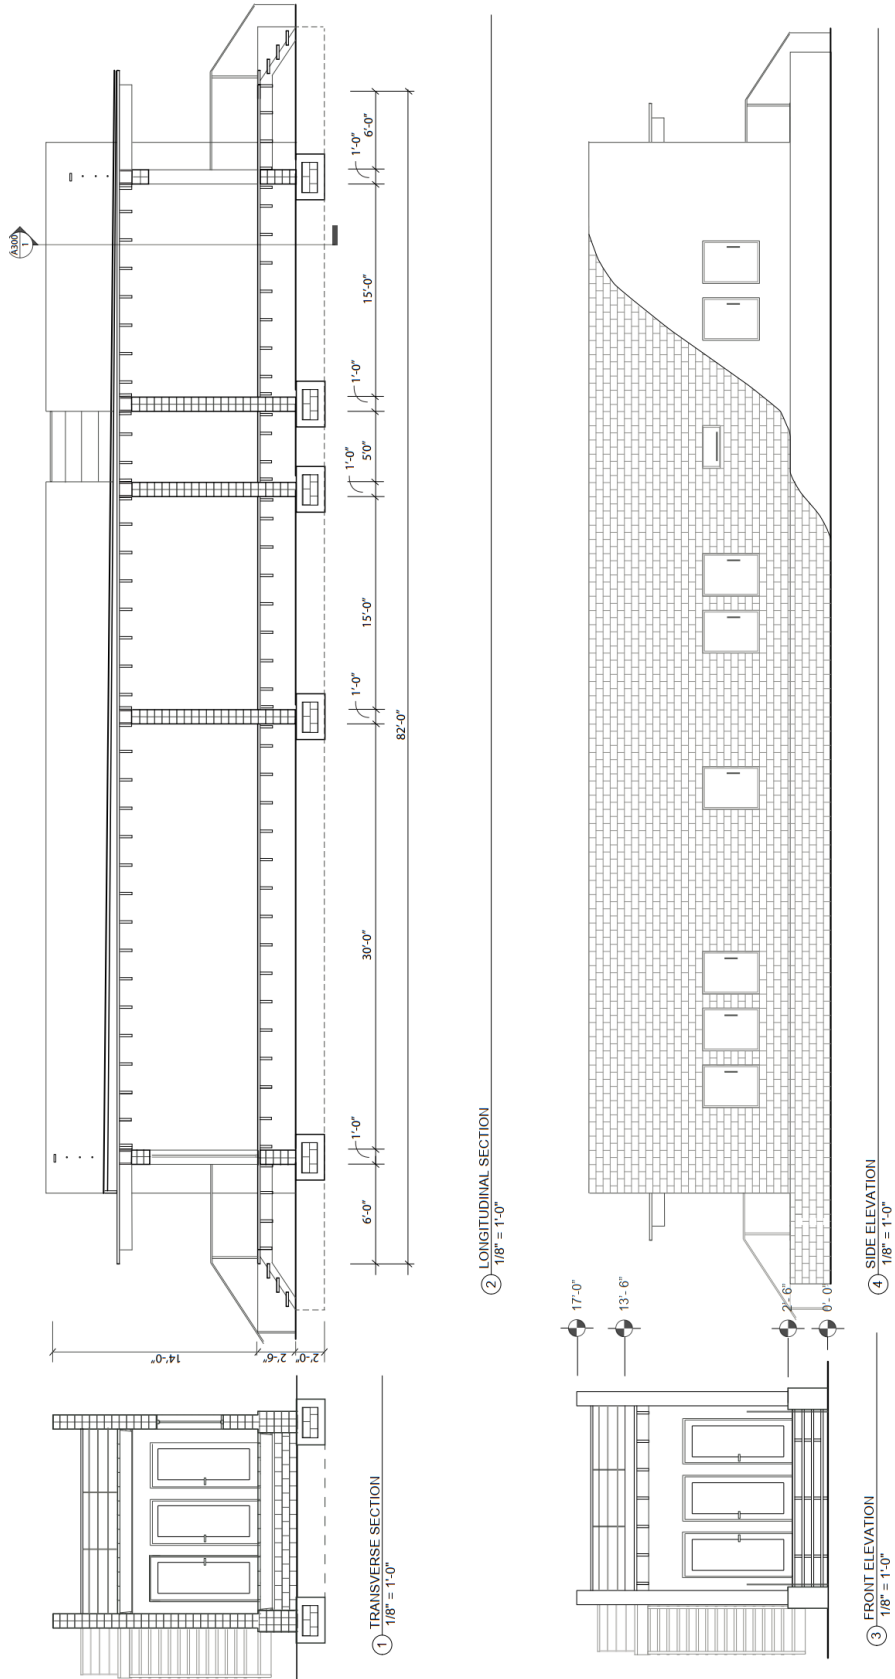 A300
1
6'-0"
1'-0"
30'-0"
1'-0"
15'-0"
1'-0"
5'0"
1'-0"
15'-0"
1'-0"
6'-0"
82'-0"
14'-0"
2'-6"
2'-0"
1 TRANSVERSE SECTION
1/8" = 1'-0"
2 LONGITUDINAL SECTION
1/8" = 1'-0"
17'-0"
13'- 6"
2'- 6"
0'- 0"
3 FRONT ELEVATION
1/8" = 1'-0"
4 SIDE ELEVATION
1/8" = 1'-0"